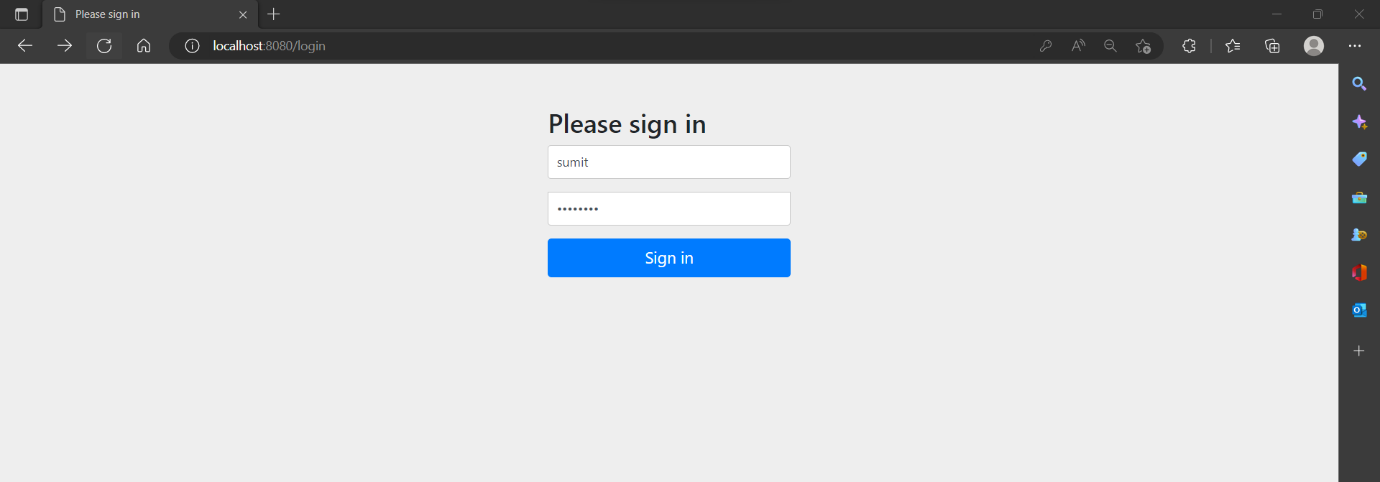 Please sign in
localhost:8080/login
Please sign in
sumit
••••••••
Sign in